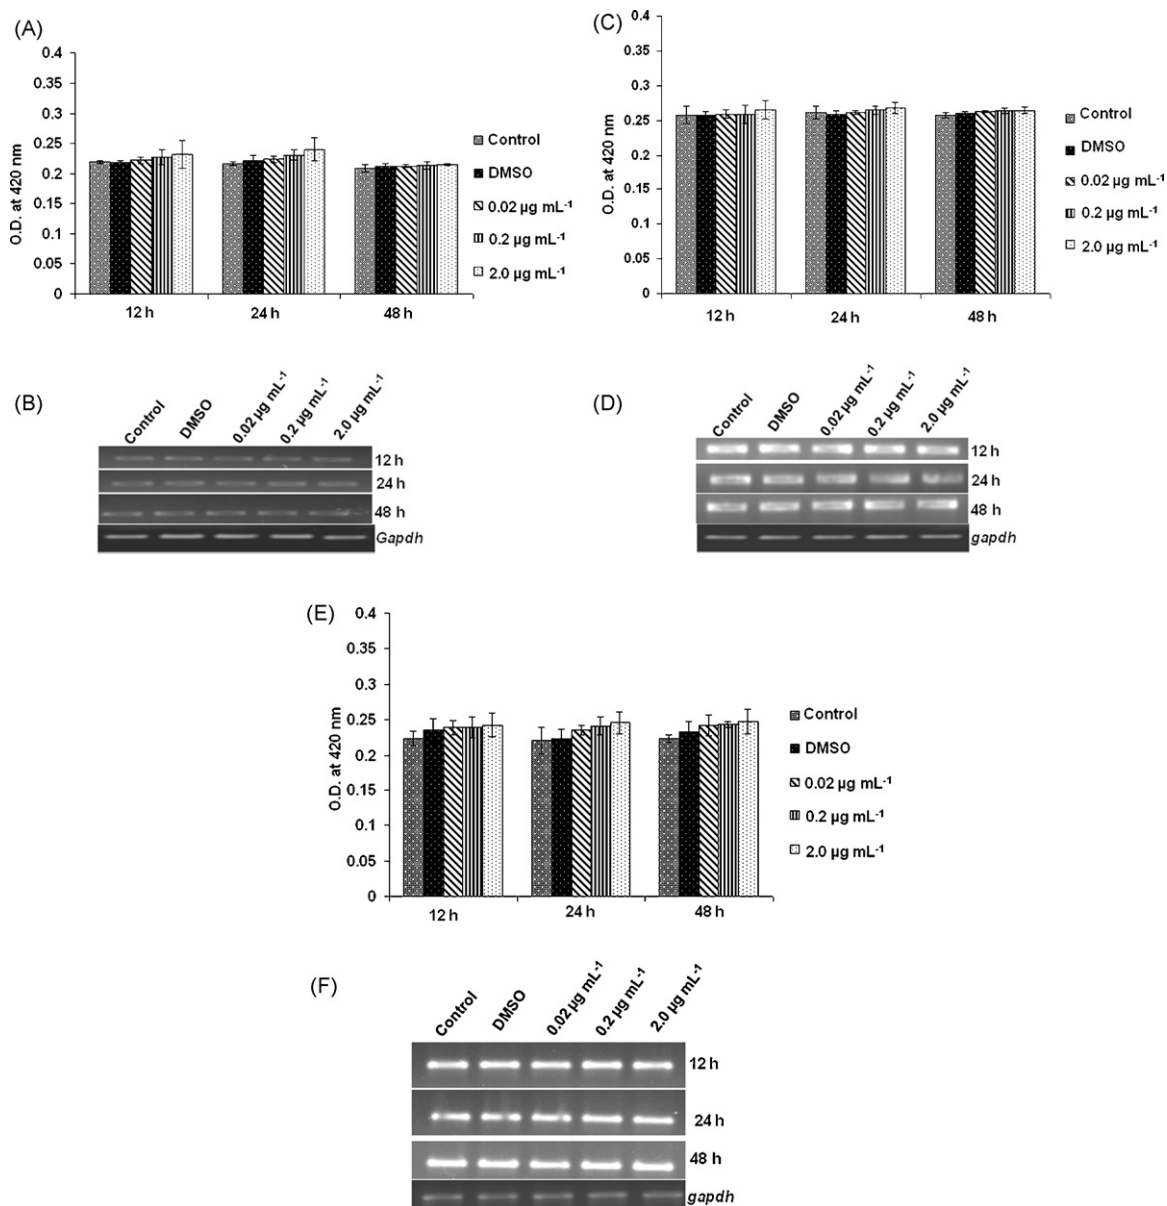 (A)
0.4
0.35
0.3
0.25
0.2
0.15
0.1
0.05
0
O.D. at 420 nm
12 h
24 h
48 h
Control
DMSO
0.02 µg mL⁻¹
0.2 µg mL⁻¹
2.0 µg mL⁻¹
(C)
0.4
0.35
0.3
0.25
0.2
0.15
0.1
0.05
0
O.D. at 420 nm
12 h
24 h
48 h
Control
DMSO
0.02 µg mL⁻¹
0.2 µg mL⁻¹
2.0 µg mL⁻¹
(B)
Control
DMSO
0.02 µg mL⁻¹
0.2 µg mL⁻¹
2.0 µg mL⁻¹
12 h
24 h
48 h
Gapdh
(D)
Control
DMSO
0.02 µg mL⁻¹
0.2 µg mL⁻¹
2.0 µg mL⁻¹
12 h
24 h
48 h
gapdh
(E)
0.4
0.35
0.3
0.25
0.2
0.15
0.1
0.05
0
O.D. at 420 nm
12 h
24 h
48 h
Control
DMSO
0.02 µg mL⁻¹
0.2 µg mL⁻¹
2.0 µg mL⁻¹
(F)
Control
DMSO
0.02 µg mL⁻¹
0.2 µg mL⁻¹
2.0 µg mL⁻¹
12 h
24 h
48 h
gapdh